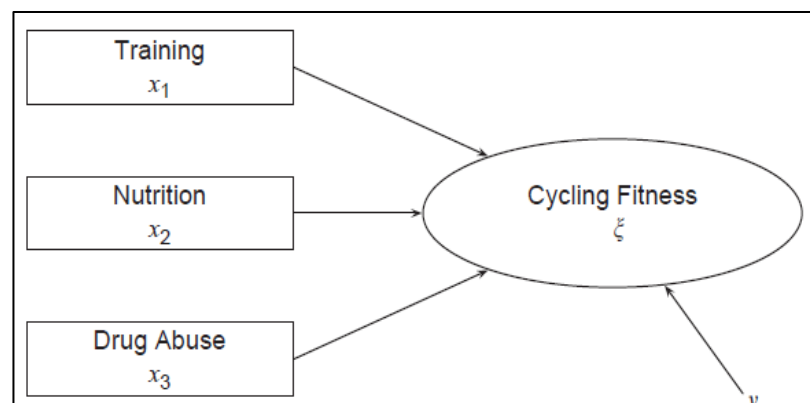 Training
x1
Nutrition
x2
Cycling Fitness
ξ
Drug Abuse
x3